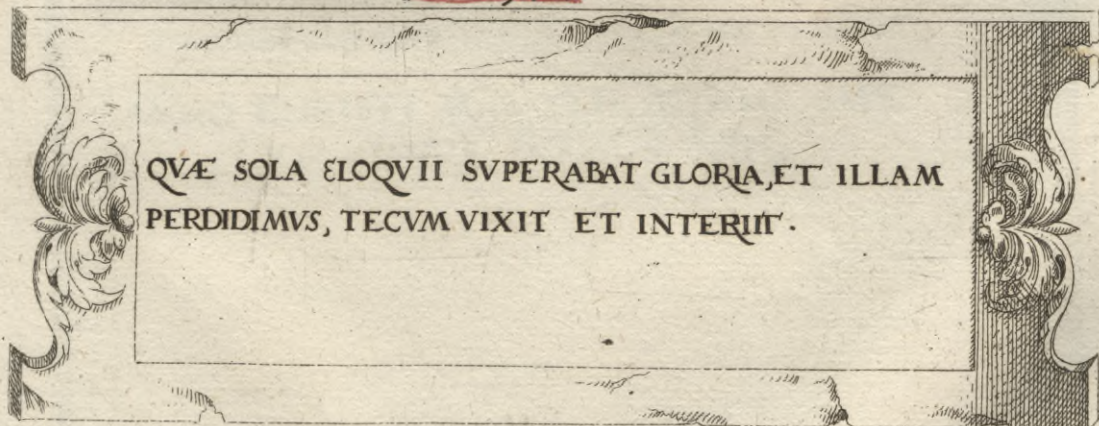 QVÆ SOLA ELOQVII SVPERABAT GLORIA, ET ILLAM
PERDIDIMVS, TECVM VIXIT ET INTERIIT.